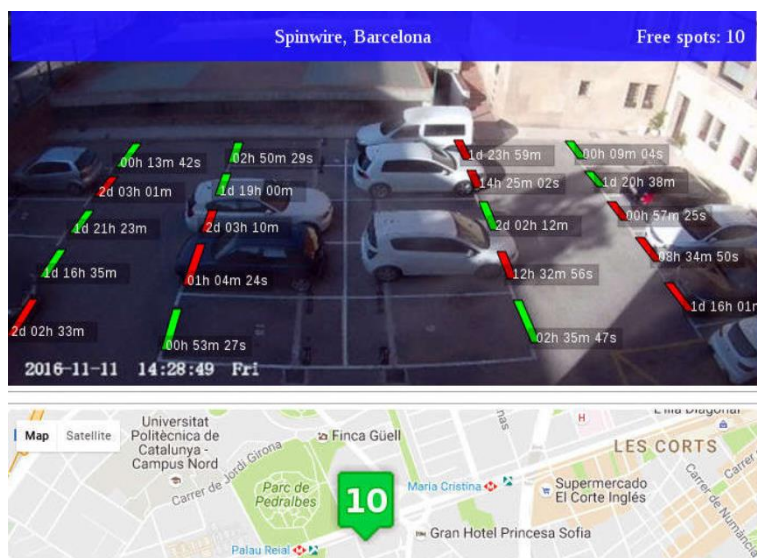 Spinwire, Barcelona
Free spots: 10
00h 13m 42s
02h 50m 29s
1d 23h 59m
00h 09m 04s
2d 03h 01m
1d 19h 00m
14h 25m 02s
1d 20h 38m
1d 21h 23m
2d 03h 10m
2d 02h 12m
00h 57m 25s
1d 16h 35m
01h 04m 24s
12h 32m 56s
08h 34m 50s
2d 02h 33m
00h 53m 27s
02h 35m 47s
1d 16h 01m
2016-11-11 14:28:49 Fri
Map
Satellite
Universitat
Politècnica de
Catalunya -
Campus Nord
Carrer de Jordi Girona
Finca Güell
H
L'illa Diagonal
LES CORTS
Parc de
Pedralbes
10
Maria Cristina
Supermercado
El Corte Inglés
Carrer de Numància
Gran Hotel Princesa Sofia
Palau Reial